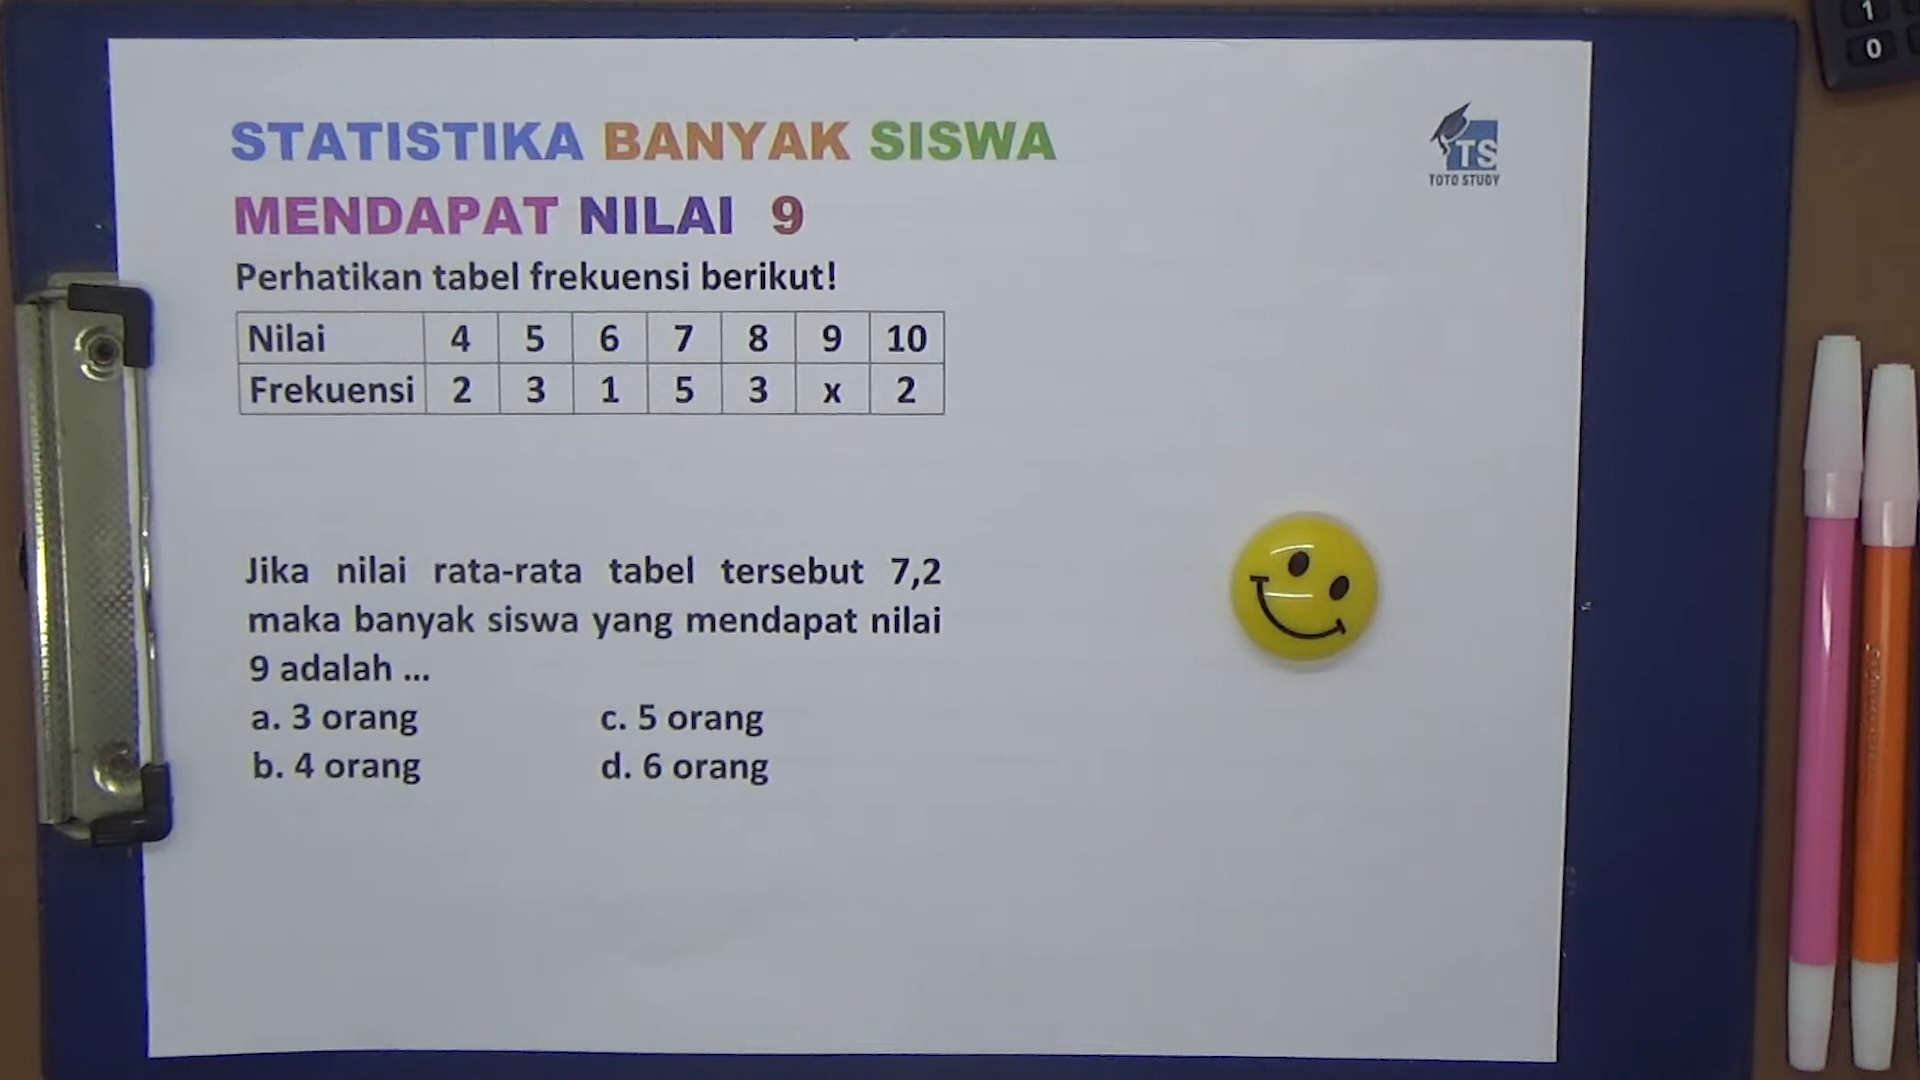 STATISTIKA BANYAK SISWA
MENDAPAT NILAI 9
TS
TOTO STUDY
Perhatikan tabel frekuensi berikut!
Nilai 4 5 6 7 8 9 10
Frekuensi 2 3 1 5 3 x 2
Jika nilai rata-rata tabel tersebut 7,2
maka banyak siswa yang mendapat nilai
9 adalah ...
a. 3 orang c. 5 orang
b. 4 orang d. 6 orang
1
0